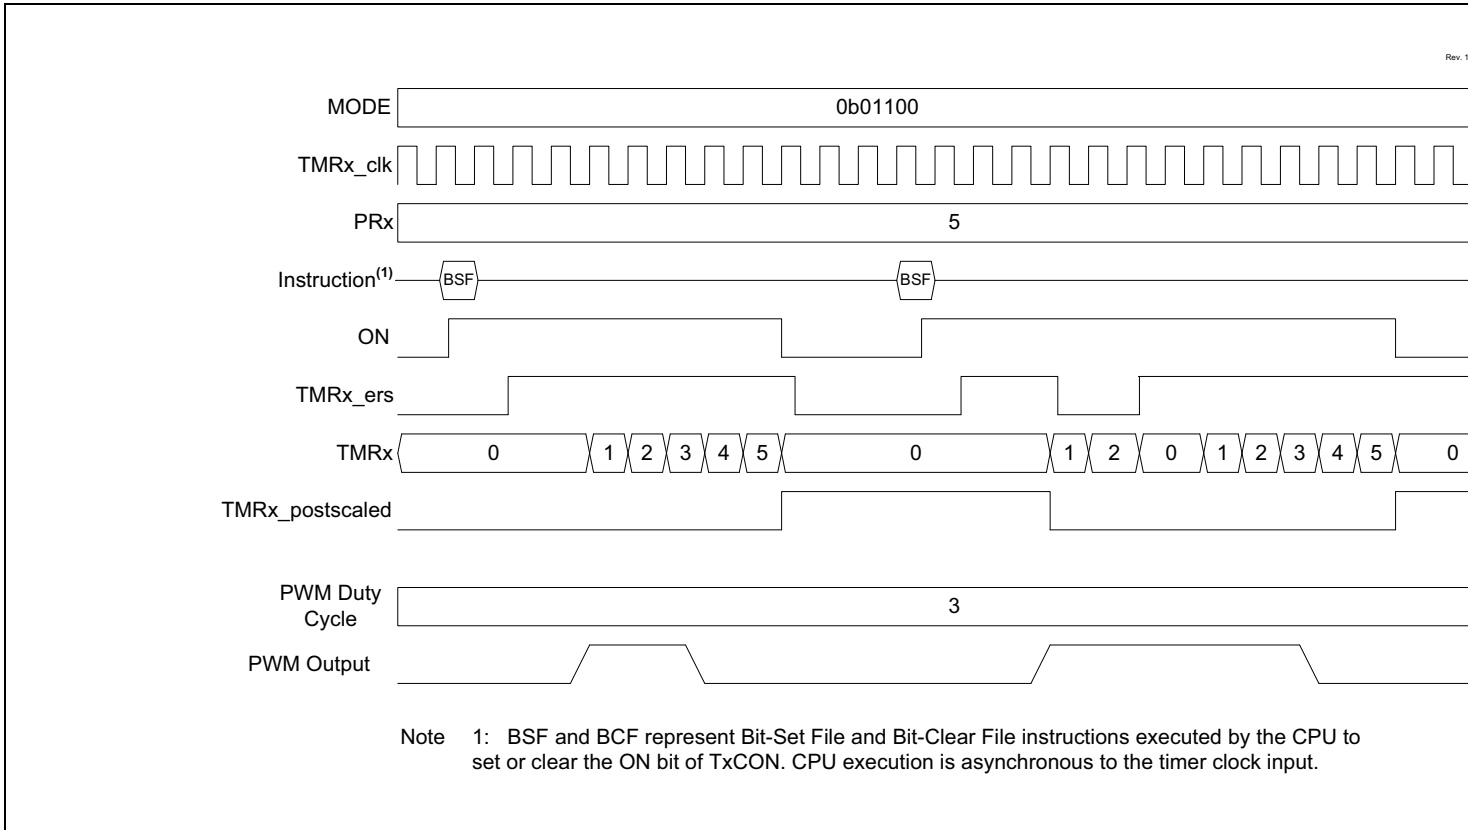 Rev. 1
MODE 0b01100
TMRx_clk
PRx 5
Instruction(1) BSF BSF
ON
TMRx_ers
TMRx 0 1 2 3 4 5 0 1 2 0 1 2 3 4 5 0
TMRx_postscaled
PWM Duty
Cycle 3
PWM Output
Note 1: BSF and BCF represent Bit-Set File and Bit-Clear File instructions executed by the CPU to
set or clear the ON bit of TxCON. CPU execution is asynchronous to the timer clock input.